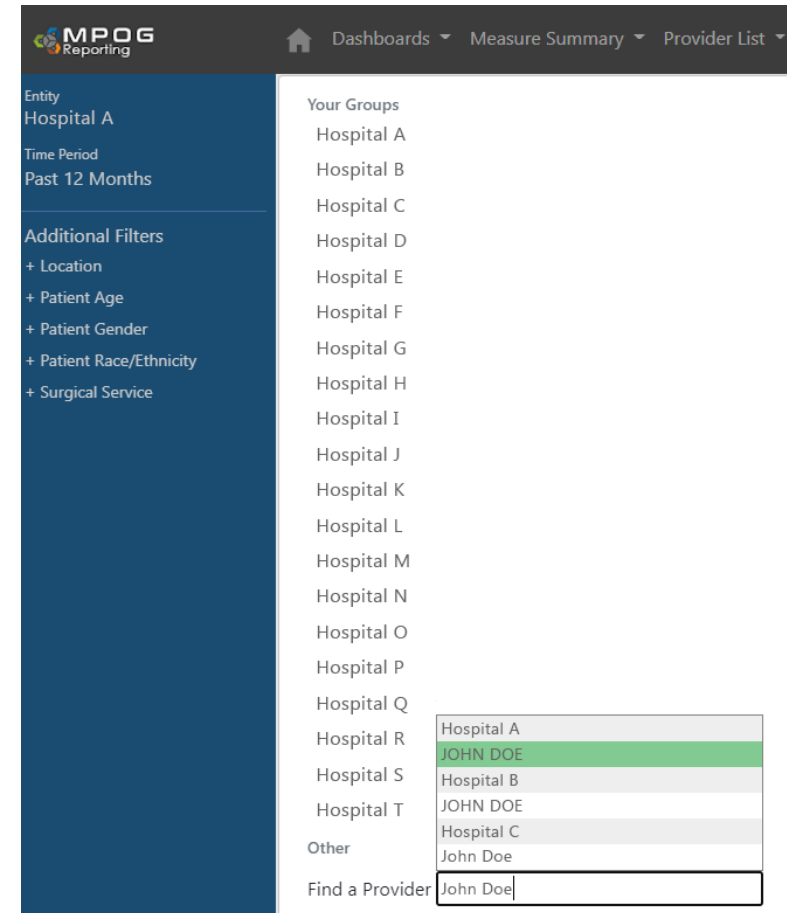 MPOG
Reporting
Dashboards Measure Summary Provider List
Entity
Hospital A
Time Period
Past 12 Months
Additional Filters
+ Location
+ Patient Age
+ Patient Gender
+ Patient Race/Ethnicity
+ Surgical Service
Your Groups
Hospital A
Hospital B
Hospital C
Hospital D
Hospital E
Hospital F
Hospital G
Hospital H
Hospital I
Hospital J
Hospital K
Hospital L
Hospital M
Hospital N
Hospital O
Hospital P
Hospital Q
Hospital R
Hospital S
Hospital T
Other
Hospital A
JOHN DOE
Hospital B
JOHN DOE
Hospital C
John Doe
Find a Provider John Doe